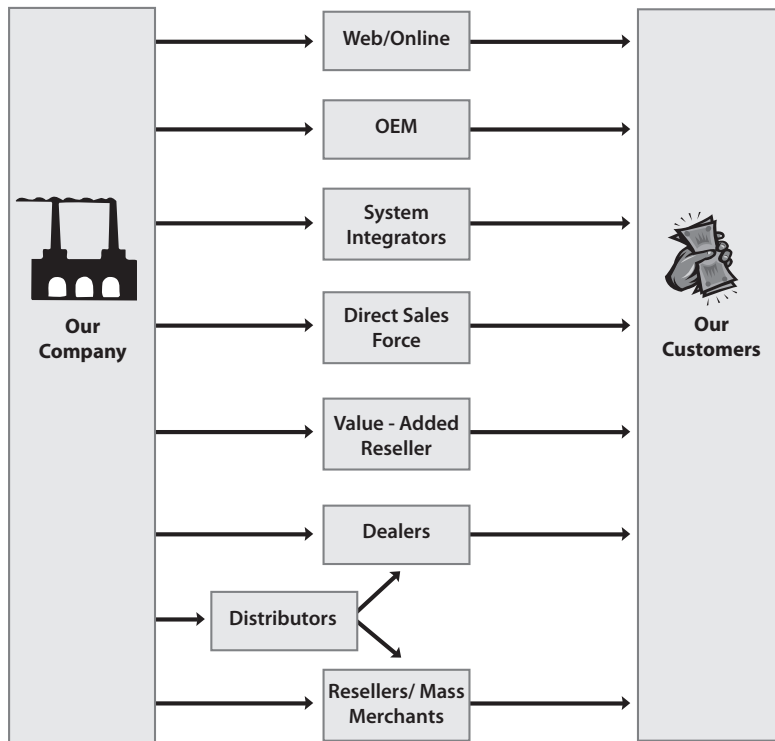 Web/Online
OEM
System
Integrators
Our
Company
Direct Sales
Force
Our
Customers
Value - Added
Reseller
Dealers
Distributors
Resellers/ Mass
Merchants